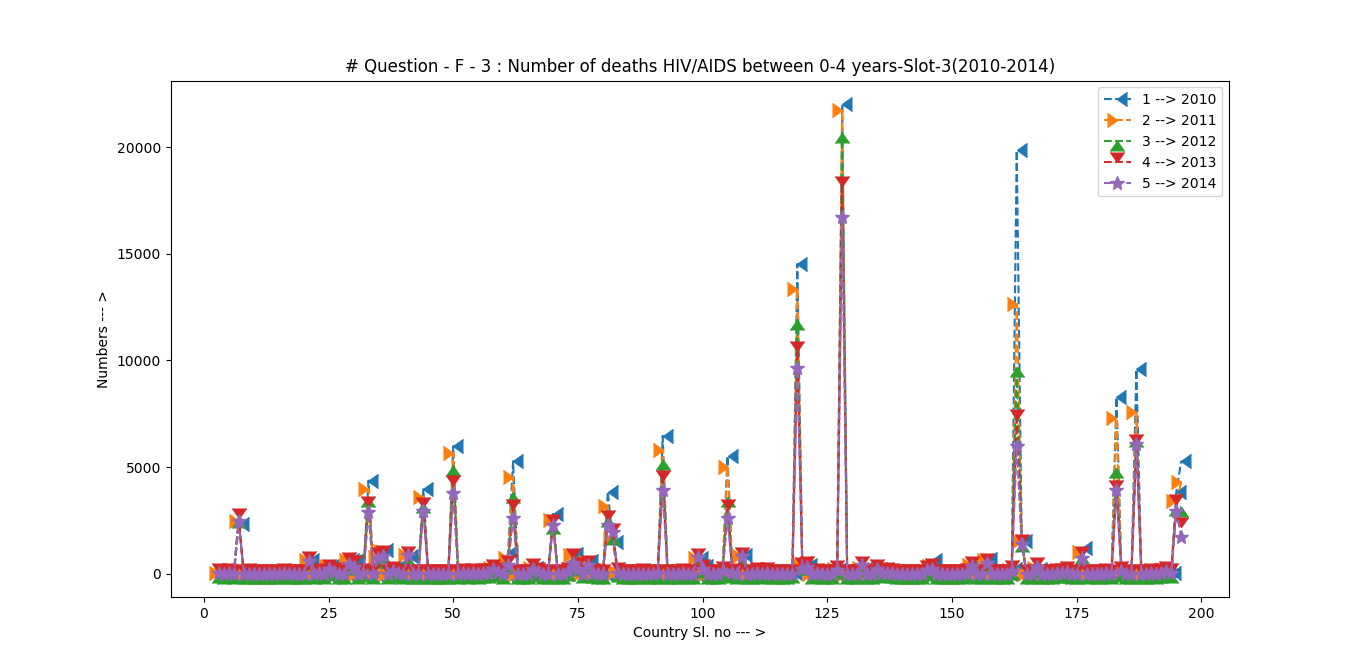 # Question - F - 3 : Number of deaths HIV/AIDS between 0-4 years-Slot-3(2010-2014)
1 --> 2010
2 --> 2011
3 --> 2012
4 --> 2013
5 --> 2014
20000
15000
10000
5000
0
Numbers --- >
0 25 50 75 100 125 150 175 200
Country Sl. no --- >